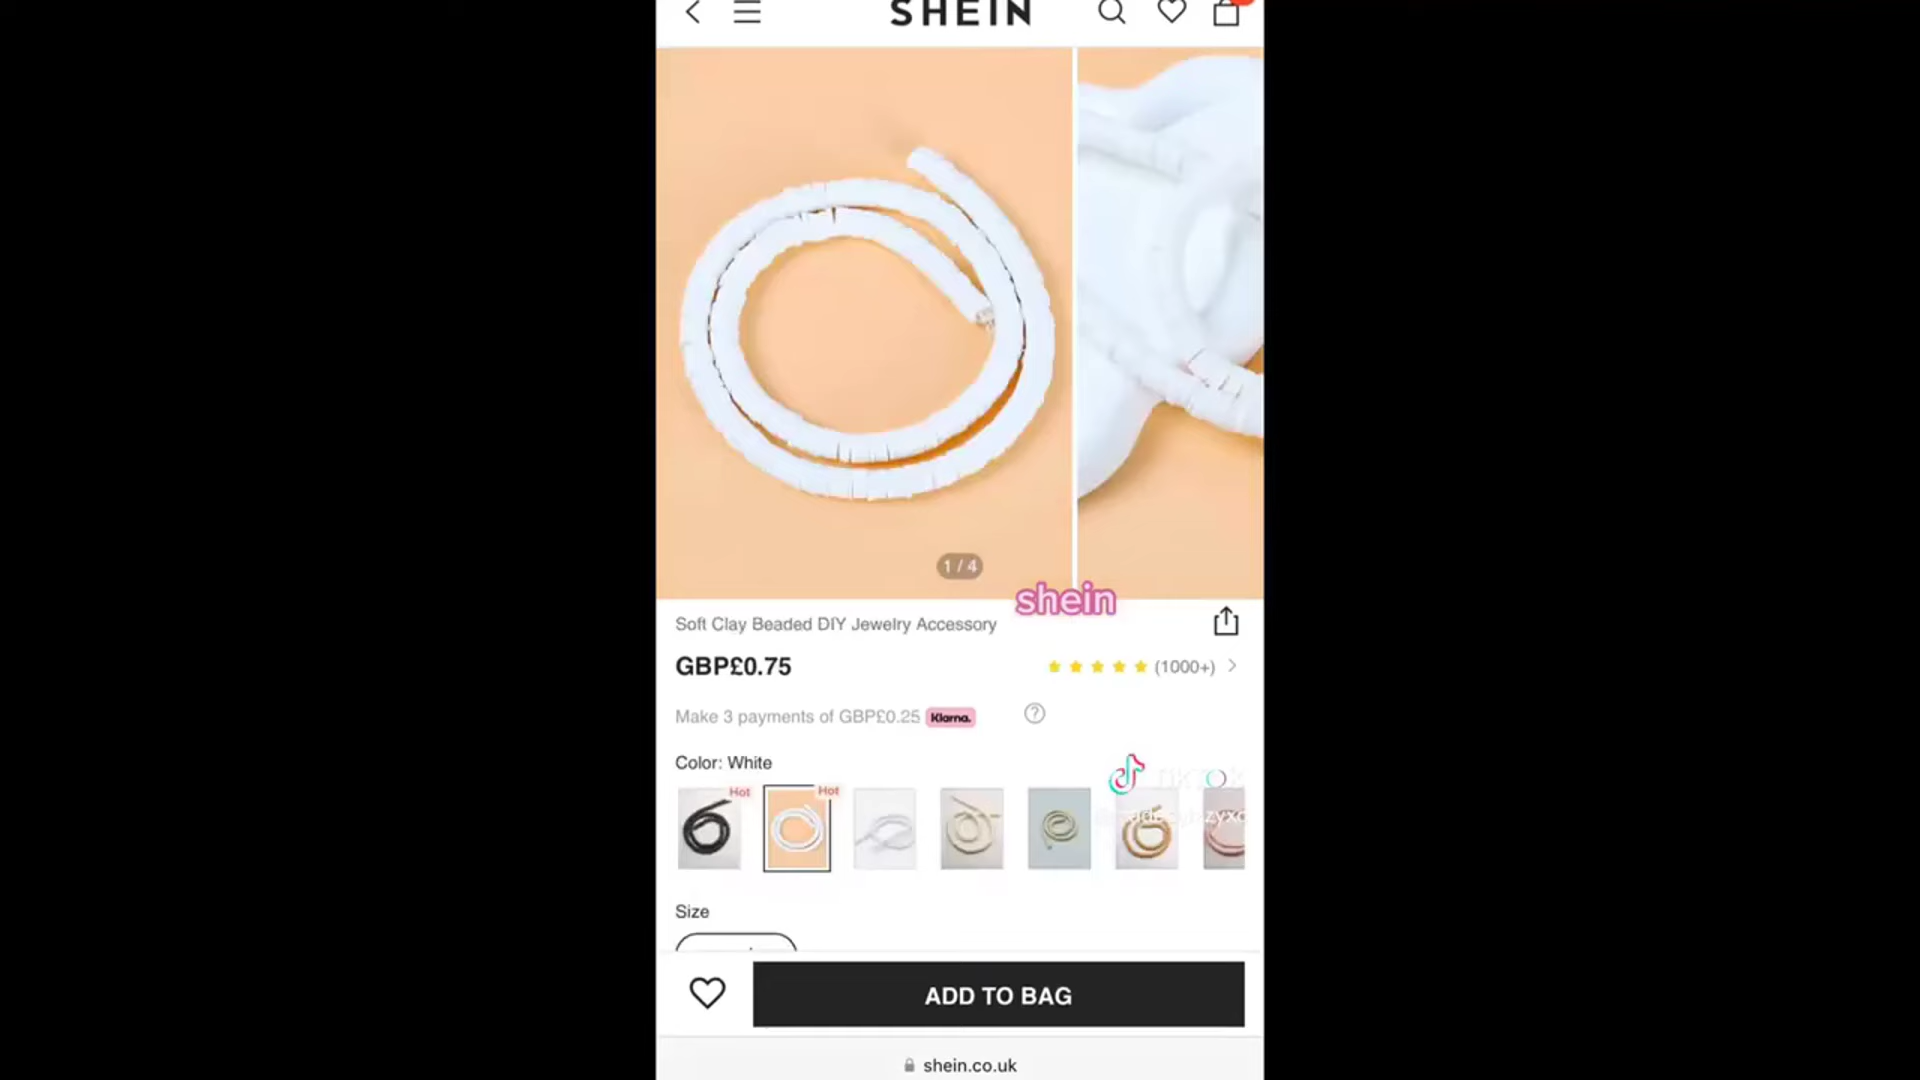 SHEIN
1 / 4
shein
Soft Clay Beaded DIY Jewelry Accessory
GBP£0.75
(1000+)
Make 3 payments of GBP£0.25 Klarna.
?
Color: White
TikTok
Hot
Hot
Size
ADD TO BAG
shein.co.uk